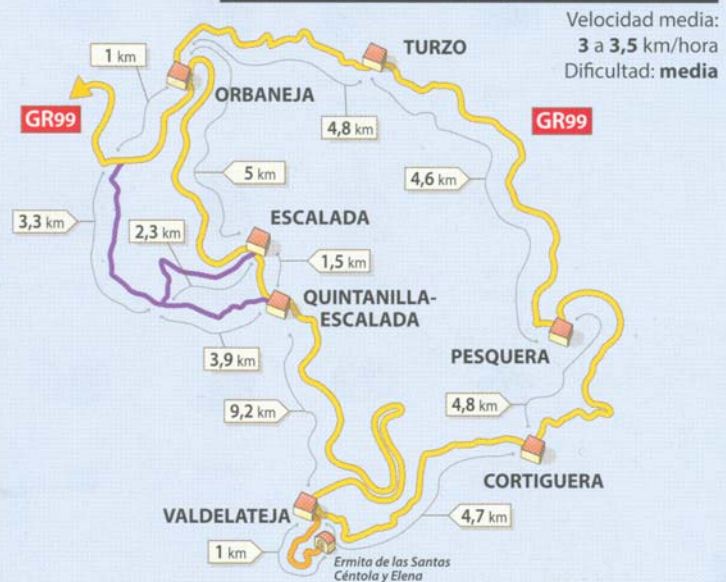 Velocidad media:
3 a 3,5 km/hora
Dificultad: media
TURZO
1 km
ORBANEJA
GR99
4,8 km
GR99
5 km
4,6 km
ESCALADA
3,3 km
2,3 km
1,5 km
QUINTANILLA-
ESCALADA
PESQUERA
3,9 km
9,2 km
4,8 km
CORTIGUERA
VALDELATEJA
4,7 km
1 km
Ermita de las Santas
Céntola y Elena